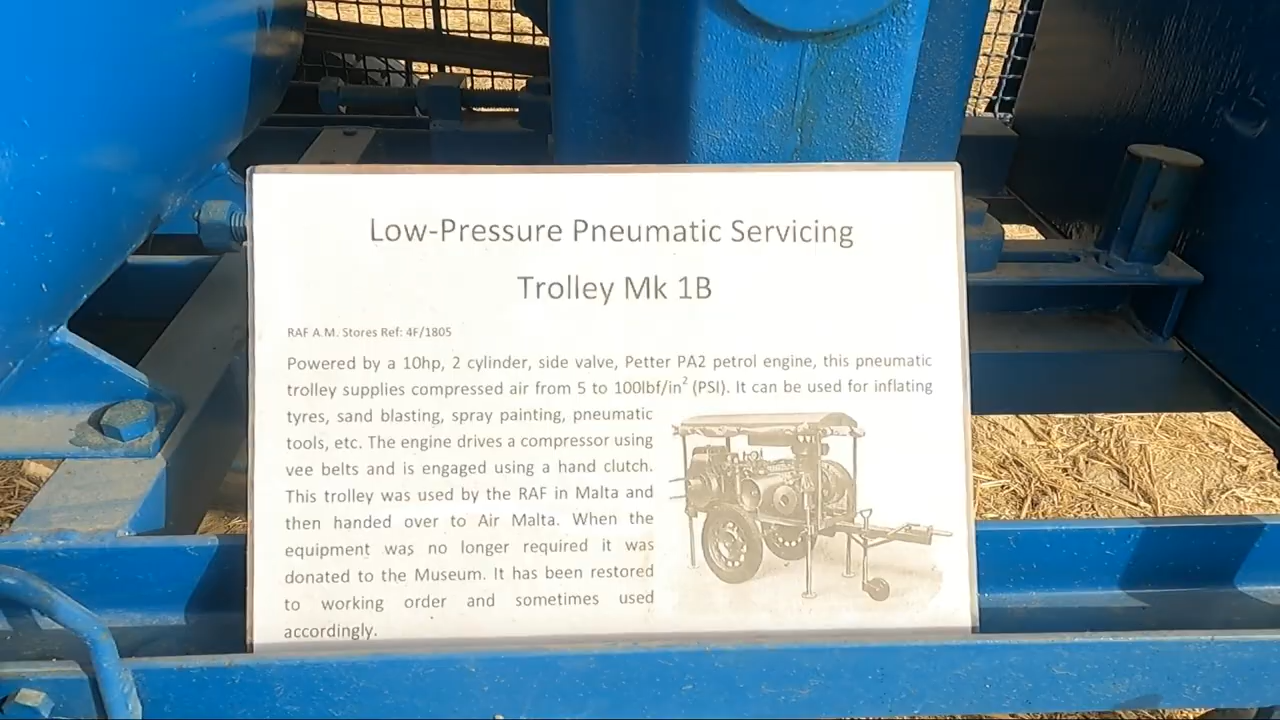 Low-Pressure Pneumatic Servicing
Trolley Mk 1B
RAF A.M. Stores Ref: 4F/1805
Powered by a 10hp, 2 cylinder, side valve, Petter PA2 petrol engine, this pneumatic
trolley supplies compressed air from 5 to 100lbf/in² (PSI). It can be used for inflating
tyres, sand blasting, spray painting, pneumatic
tools, etc. The engine drives a compressor using
vee belts and is engaged using a hand clutch.
This trolley was used by the RAF in Malta and
then handed over to Air Malta. When the
equipment was no longer required it was
donated to the Museum. It has been restored
to working order and sometimes used
accordingly.